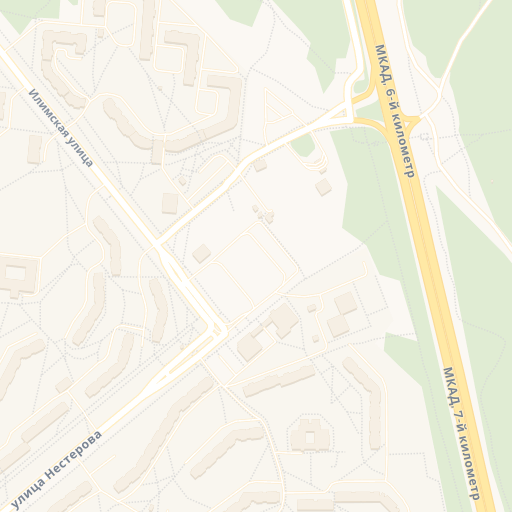 МКАД, 6-й километр
Илимская улица
МКАД, 7-й километр
улица Нестерова